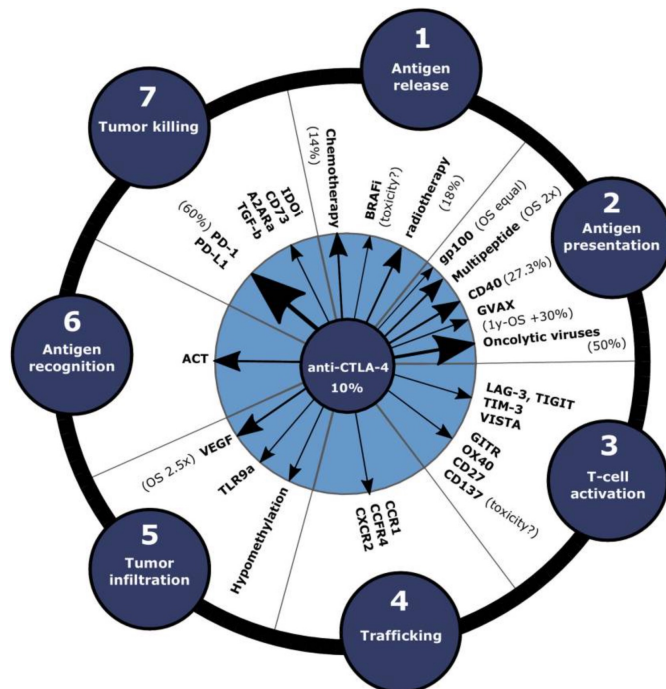 1
Antigen
release
2
Antigen
presentation
3
T-cell
activation
4
Trafficking
5
Tumor
infiltration
6
Antigen
recognition
7
Tumor killing
anti-CTLA-4
10%
Chemotherapy
(14%)
BRAFi
(toxicity?)
radiotherapy
(18%)
gp100 (OS equal)
Multipeptide (OS 2x)
CD40 (27.3%)
GVAX
(1y-OS +30%)
Oncolytic viruses
(50%)
LAG-3, TIGIT
TIM-3
VISTA
GITR
OX40
CD27
CD137 (toxicity?)
CCR1
CCFR4
CXCR2
Hypomethylation
TLR9a
(OS 2.5x) VEGF
ACT
(60%) PD-1
PD-L1
IDOi
CD73
A2ARa
TGF-b